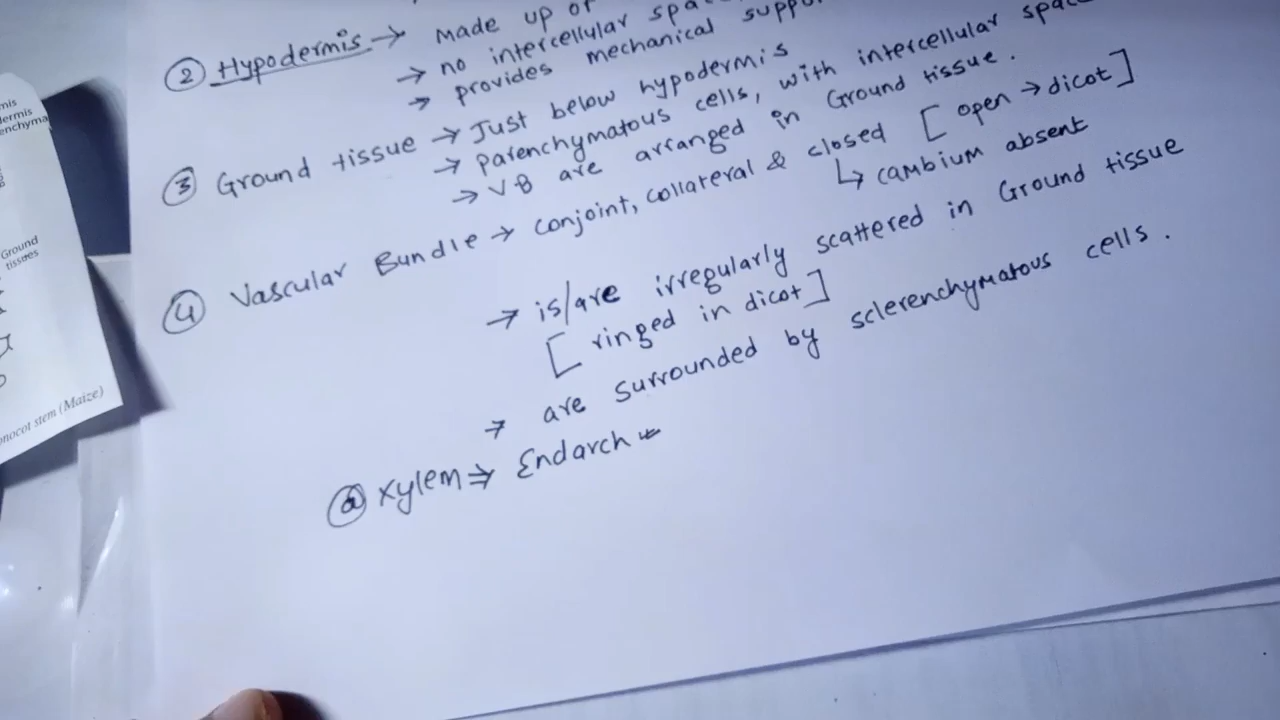 ② Hypodermis → made up of
→ no intercellular spa
→ provides mechanical suppo
③ Ground tissue → Just below hypodermis
→ parenchymatous cells, with intercellular space
→ VB are arranged in Ground tissue.
④ Vascular Bundle → conjoint, collateral & closed [open → dicot]
↳ cambium absent
→ is/are irregularly scattered in Ground tissue
[ringed in dicot]
→ are surrounded by sclerenchymatous cells.
ⓐ xylem ⇒ Endarch
mis
dermis
enchyma
Ground
tissues
onocot stem (Maize)